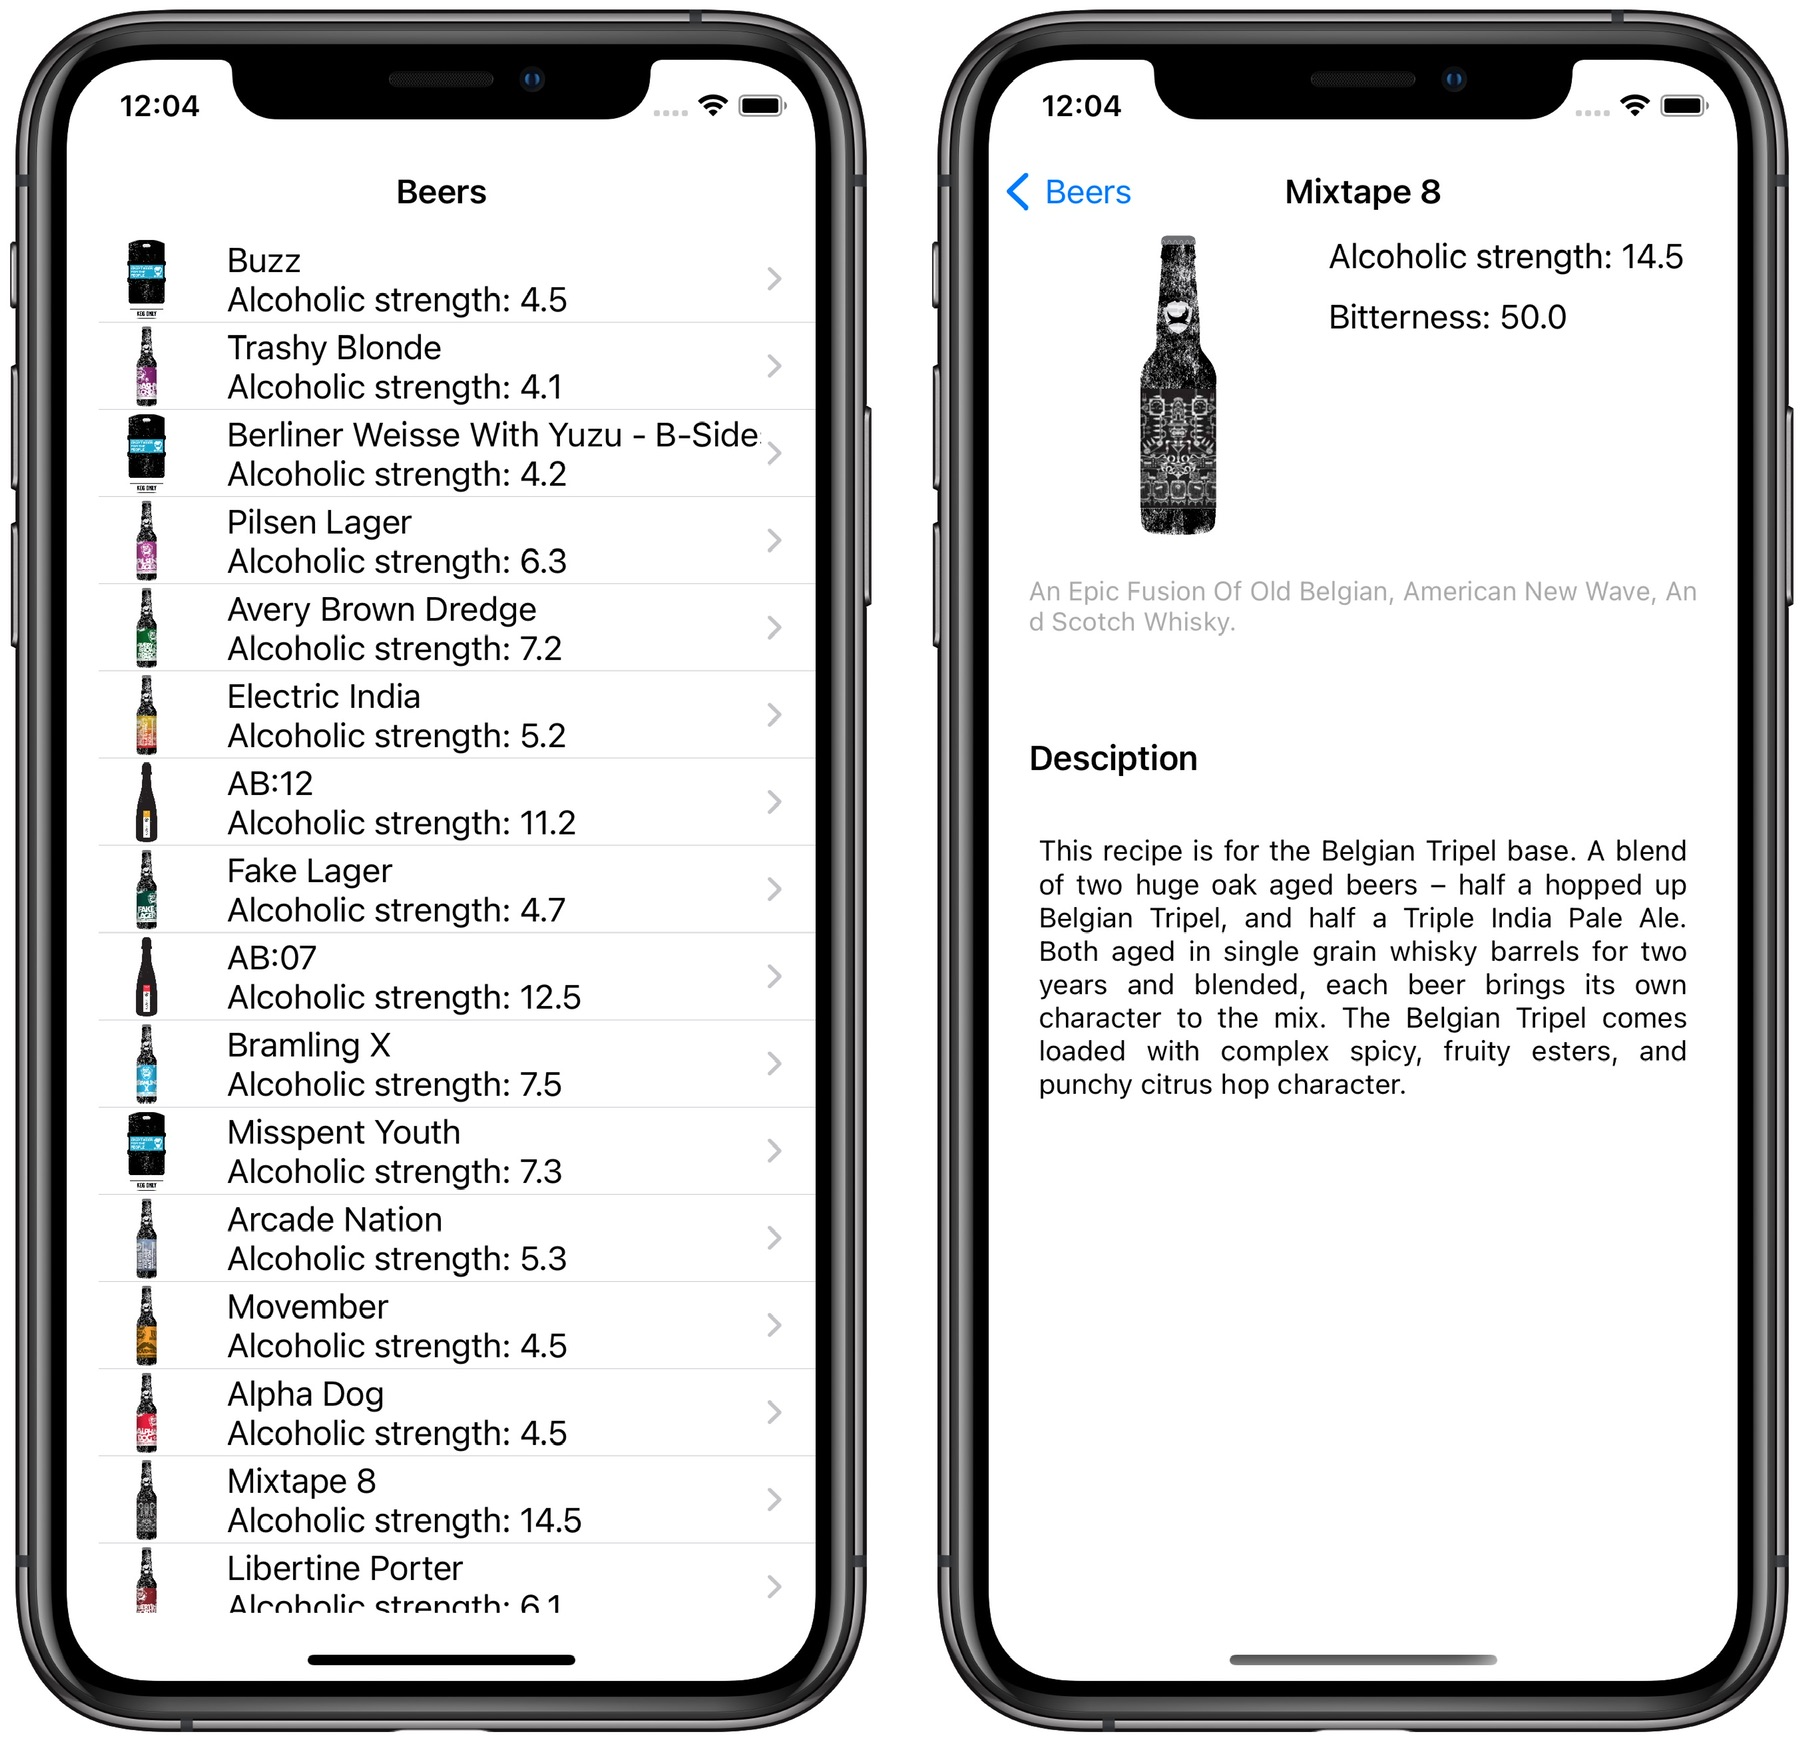 12:04
Beers
Buzz
Alcoholic strength: 4.5
KEG ONLY
Trashy Blonde
Alcoholic strength: 4.1
Berliner Weisse With Yuzu - B-Side
Alcoholic strength: 4.2
KEG ONLY
Pilsen Lager
Alcoholic strength: 6.3
Avery Brown Dredge
Alcoholic strength: 7.2
Electric India
Alcoholic strength: 5.2
AB:12
Alcoholic strength: 11.2
Fake Lager
Alcoholic strength: 4.7
AB:07
Alcoholic strength: 12.5
Bramling X
Alcoholic strength: 7.5
Misspent Youth
Alcoholic strength: 7.3
KEG ONLY
Arcade Nation
Alcoholic strength: 5.3
Movember
Alcoholic strength: 4.5
Alpha Dog
Alcoholic strength: 4.5
Mixtape 8
Alcoholic strength: 14.5
Libertine Porter
Alcoholic strength: 6.1
12:04
Beers
Mixtape 8
Alcoholic strength: 14.5
Bitterness: 50.0
An Epic Fusion Of Old Belgian, American New Wave, An
d Scotch Whisky.
Desciption
This recipe is for the Belgian Tripel base. A blend
of two huge oak aged beers – half a hopped up
Belgian Tripel, and half a Triple India Pale Ale.
Both aged in single grain whisky barrels for two
years and blended, each beer brings its own
character to the mix. The Belgian Tripel comes
loaded with complex spicy, fruity esters, and
punchy citrus hop character.